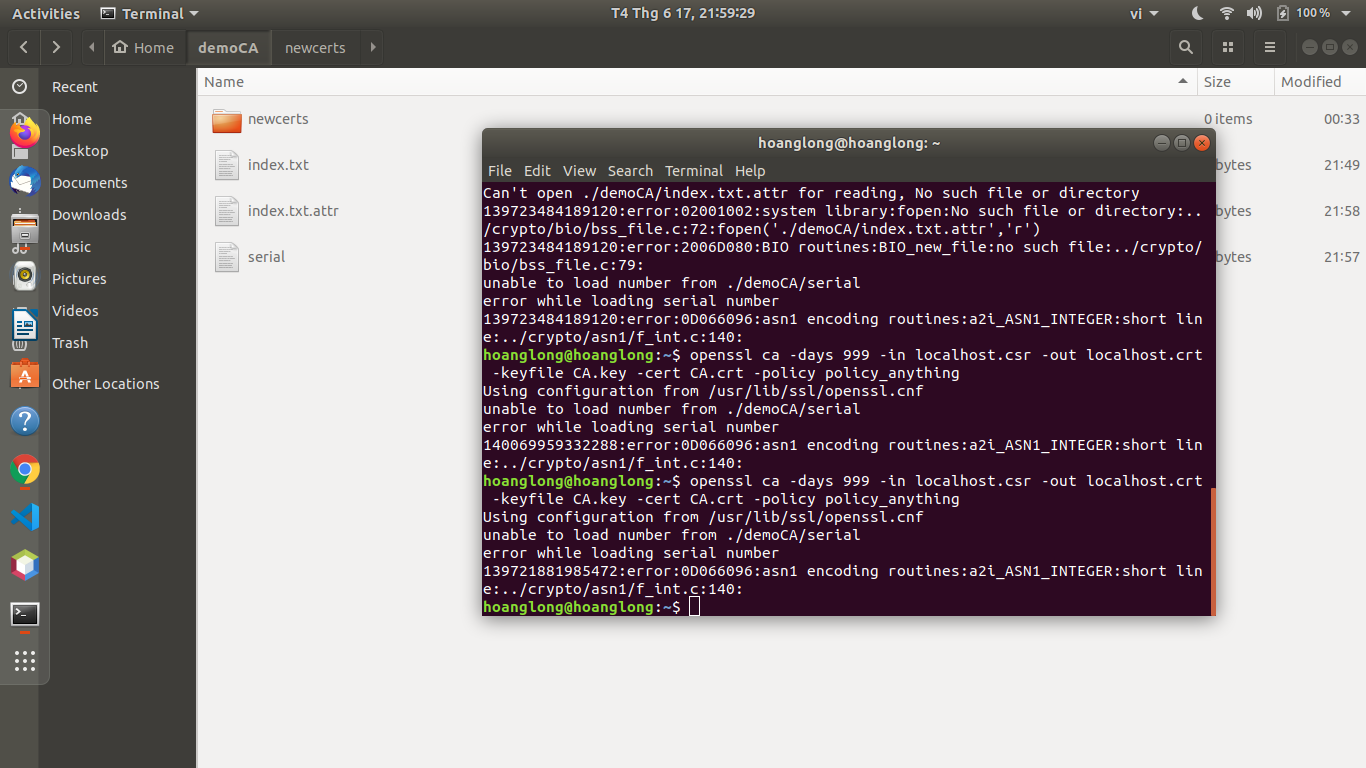 Activities Terminal T4 Thg 6 17, 21:59:29 vi 100%
Home demoCA newcerts
Name Size Modified
Recent
Home
Desktop
Documents
Downloads
Music
Pictures
Videos
Trash
Other Locations
newcerts 0 items 00:33
index.txt bytes 21:49
index.txt.attr bytes 21:58
serial bytes 21:57
hoanglong@hoanglong: ~
File Edit View Search Terminal Help
Can't open ./demoCA/index.txt.attr for reading, No such file or directory
139723484189120:error:02001002:system library:fopen:No such file or directory:..
/crypto/bio/bss_file.c:72:fopen('./demoCA/index.txt.attr','r')
139723484189120:error:2006D080:BIO routines:BIO_new_file:no such file:../crypto/
bio/bss_file.c:79:
unable to load number from ./demoCA/serial
error while loading serial number
139723484189120:error:0D066096:asn1 encoding routines:a2i_ASN1_INTEGER:short lin
e:../crypto/asn1/f_int.c:140:
hoanglong@hoanglong:~$ openssl ca -days 999 -in localhost.csr -out localhost.crt
-keyfile CA.key -cert CA.crt -policy policy_anything
Using configuration from /usr/lib/ssl/openssl.cnf
unable to load number from ./demoCA/serial
error while loading serial number
140069959332288:error:0D066096:asn1 encoding routines:a2i_ASN1_INTEGER:short lin
e:../crypto/asn1/f_int.c:140:
hoanglong@hoanglong:~$ openssl ca -days 999 -in localhost.csr -out localhost.crt
-keyfile CA.key -cert CA.crt -policy policy_anything
Using configuration from /usr/lib/ssl/openssl.cnf
unable to load number from ./demoCA/serial
error while loading serial number
139721881985472:error:0D066096:asn1 encoding routines:a2i_ASN1_INTEGER:short lin
e:../crypto/asn1/f_int.c:140:
hoanglong@hoanglong:~$